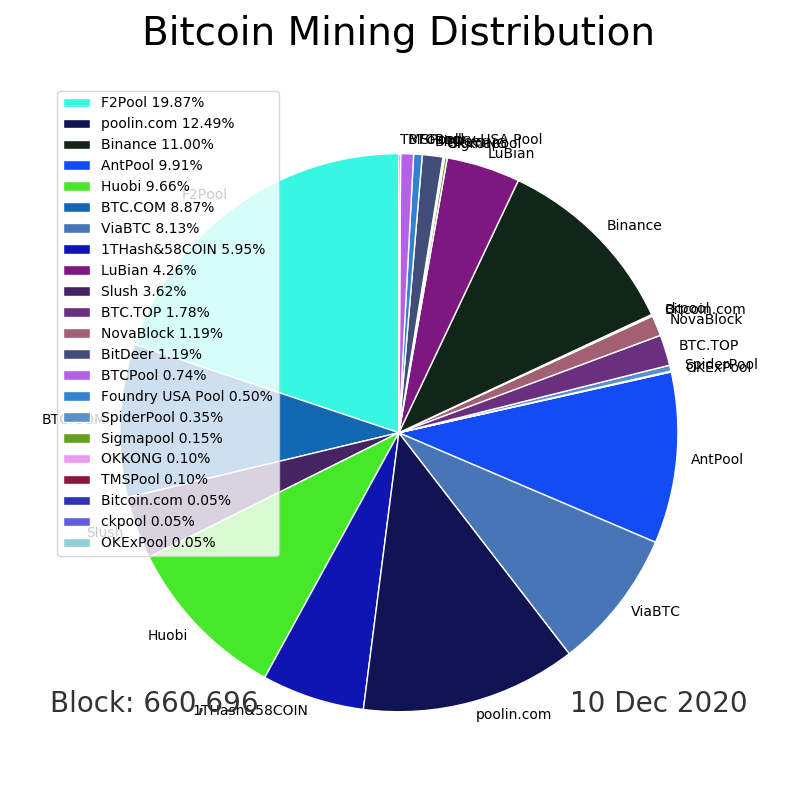 Bitcoin Mining Distribution
F2Pool 19.87%
poolin.com 12.49%
Binance 11.00%
AntPool 9.91%
Huobi 9.66%
BTC.COM 8.87%
ViaBTC 8.13%
1THash&58COIN 5.95%
LuBian 4.26%
Slush 3.62%
BTC.TOP 1.78%
NovaBlock 1.19%
BitDeer 1.19%
BTCPool 0.74%
Foundry USA Pool 0.50%
SpiderPool 0.35%
Sigmapool 0.15%
OKKONG 0.10%
TMSPool 0.10%
Bitcoin.com 0.05%
ckpool 0.05%
OKExPool 0.05%
USA Pool
LuBian
Binance
ckpool
Bitcoin.com
NovaBlock
BTC.TOP
SpiderPool
OKExPool
AntPool
ViaBTC
poolin.com
1THash&58COIN
Huobi
Slush
F2Pool
Block: 660,696
10 Dec 2020